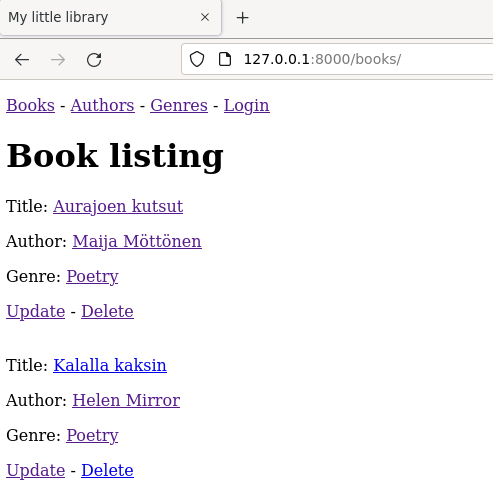 My little library
127.0.0.1:8000/books/
Books - Authors - Genres - Login
Book listing
Title: Aurajoen kutsut
Author: Maija Möttönen
Genre: Poetry
Update - Delete
Title: Kalalla kaksin
Author: Helen Mirror
Genre: Poetry
Update - Delete